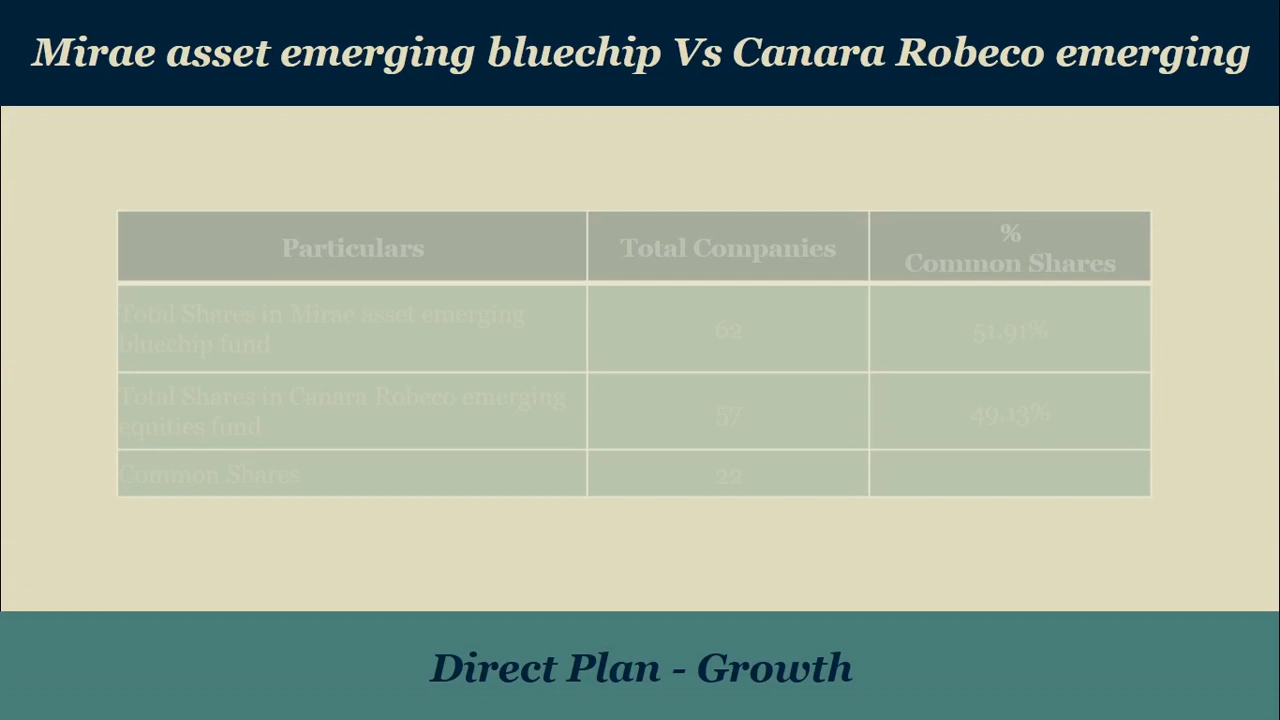 Mirae asset emerging bluechip Vs Canara Robeco emerging
Particulars
Total Companies
%
Common Shares
Total Shares in Mirae asset emerging
bluechip fund
62
51.91%
Total Shares in Canara Robeco emerging
equities fund
57
49.13%
Common Shares
22
Direct Plan - Growth